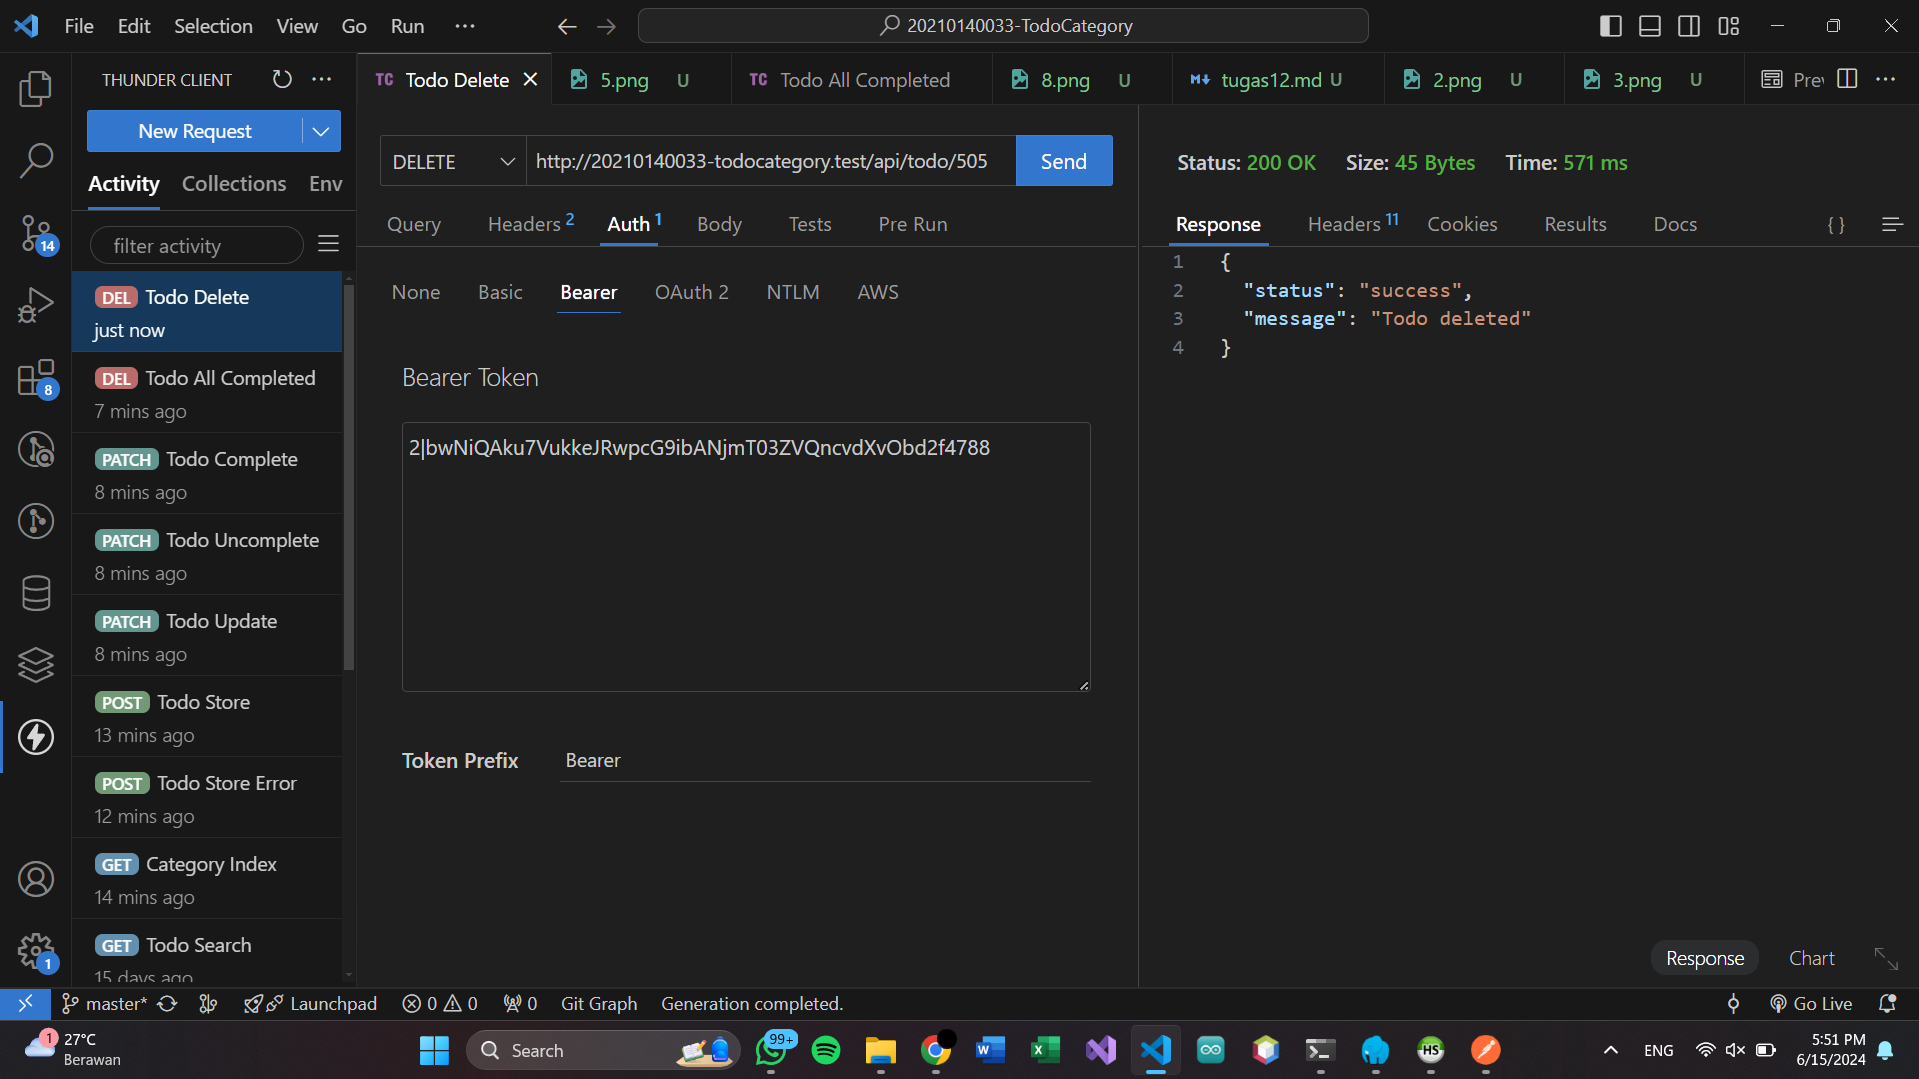 File Edit Selection View Go Run ··· 20210140033-TodoCategory
THUNDER CLIENT
New Request
Activity Collections Env
filter activity
DEL Todo Delete
just now
DEL Todo All Completed
7 mins ago
PATCH Todo Complete
8 mins ago
PATCH Todo Uncomplete
8 mins ago
PATCH Todo Update
8 mins ago
POST Todo Store
13 mins ago
POST Todo Store Error
12 mins ago
GET Category Index
14 mins ago
GET Todo Search
15 days ago
14
8
1
TC Todo Delete 5.png U TC Todo All Completed 8.png U M↓ tugas12.md U 2.png U 3.png U Pre
DELETE http://20210140033-todocategory.test/api/todo/505 Send
Query Headers 2 Auth 1 Body Tests Pre Run
None Basic Bearer OAuth 2 NTLM AWS
Bearer Token
2|bwNiQAku7VukkeJRwpcG9ibANjmT03ZVQncvdXvObd2f4788
Token Prefix Bearer
Status: 200 OK Size: 45 Bytes Time: 571 ms
Response Headers 11 Cookies Results Docs { }
1 {
2 "status": "success",
3 "message": "Todo deleted"
4 }
Response Chart
master* Launchpad 0 0 0 Git Graph Generation completed. Go Live
1 27°C
Berawan
Search
99+
HS
ENG
5:51 PM
6/15/2024